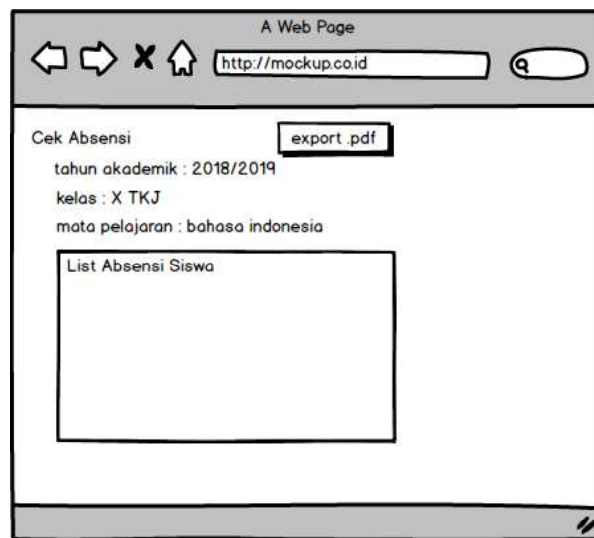 A Web Page
http://mockup.co.id
Cek Absensi
export .pdf
tahun akademik : 2018/2019
kelas : X TKJ
mata pelajaran : bahasa indonesia
List Absensi Siswa